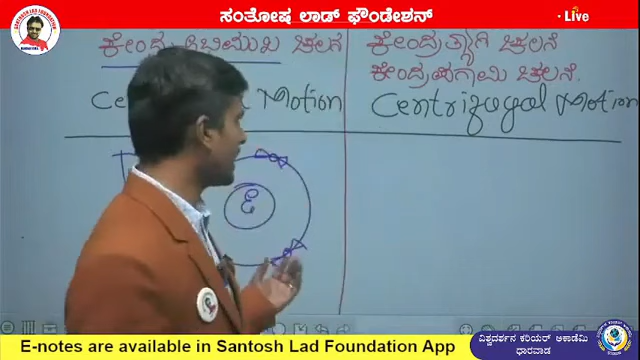 ಸಂತೋಷ ಲಾಡ್ ಫೌಂಡೇಶನ್
Live
ಕೇಂದ್ರ ಅಭಿಮುಖ ಚಲನೆ
Motion
ಕೇಂದ್ರತ್ಯಾಗಿ ಚಲನೆ
ಕೇಂದ್ರಪಗಾಮಿ ಚಲನೆ.
Centrifugal Motion
E
E-notes are available in Santosh Lad Foundation App
ವಿಶ್ವದರ್ಶನ ಕರಿಯರ್ ಅಕಾಡೆಮಿ
ಧಾರವಾಡ